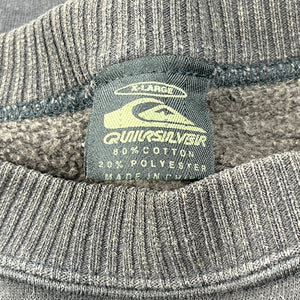 X-LARGE
QUIKSILVER
80% COTTON
20% POLYESTER
MADE IN